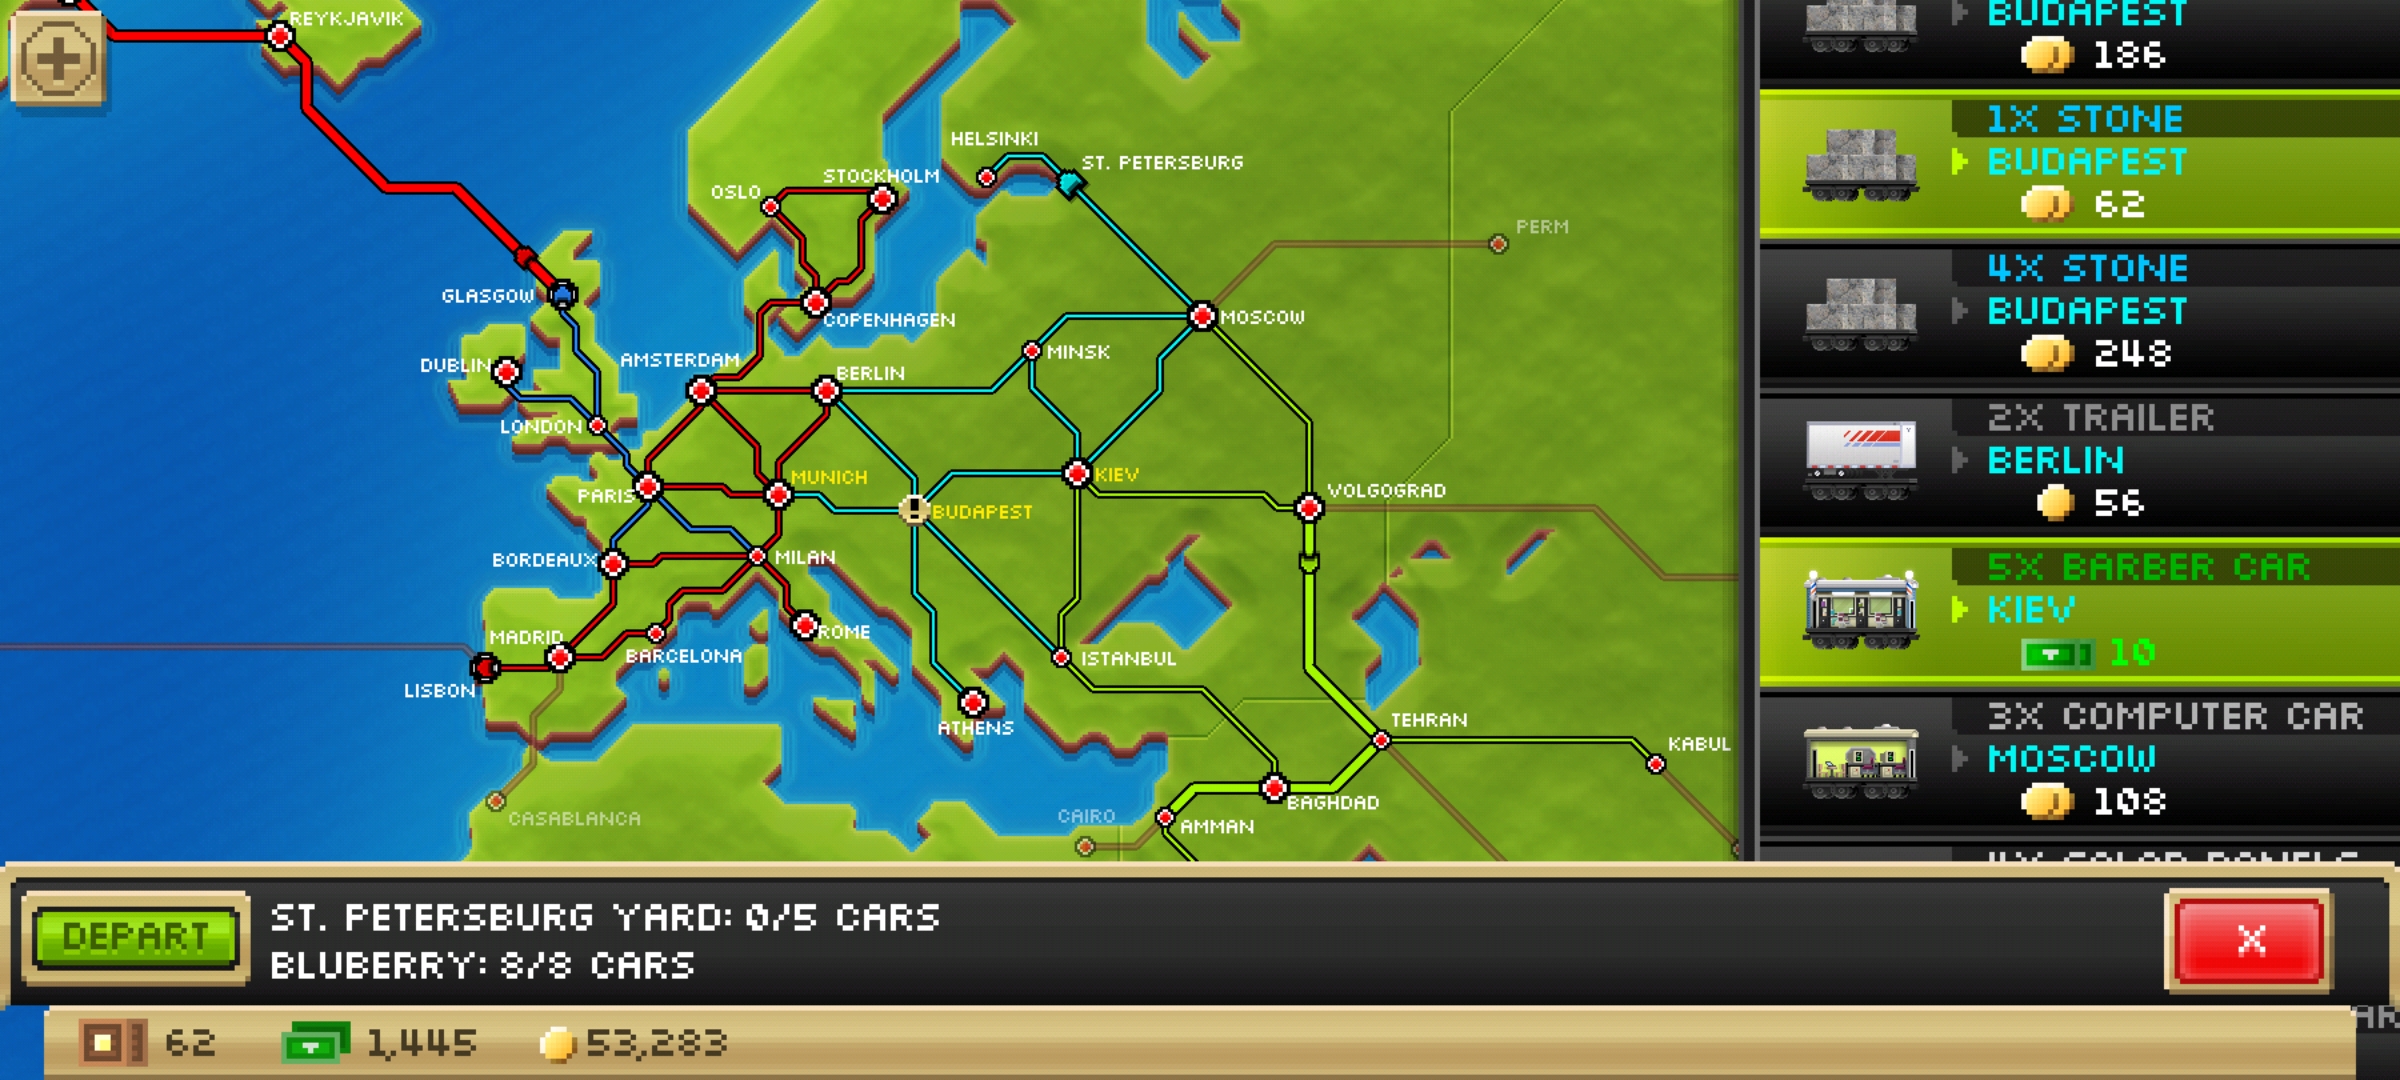 REYKJAVIK
HELSINKI
ST. PETERSBURG
STOCKHOLM
OSLO
PERM
GLASGOW
COPENHAGEN
MOSCOW
DUBLIN
AMSTERDAM
BERLIN
MINSK
LONDON
MUNICH
KIEV
PARIS
VOLGOGRAD
BUDAPEST
BORDEAUX
MILAN
MADRID
ROME
BARCELONA
ISTANBUL
LISBON
ATHENS
TEHRAN
KABUL
BAGHDAD
CASABLANCA
CAIRO
AMMAN
BUDAPEST
186
1X STONE
BUDAPEST
62
4X STONE
BUDAPEST
248
2X TRAILER
BERLIN
56
5X BARBER CAR
KIEV
10
3X COMPUTER CAR
MOSCOW
108
4X SOLAR PANELS
DEPART
ST. PETERSBURG YARD: 0/5 CARS
BLUBERRY: 8/8 CARS
X
62
1,445
53,283